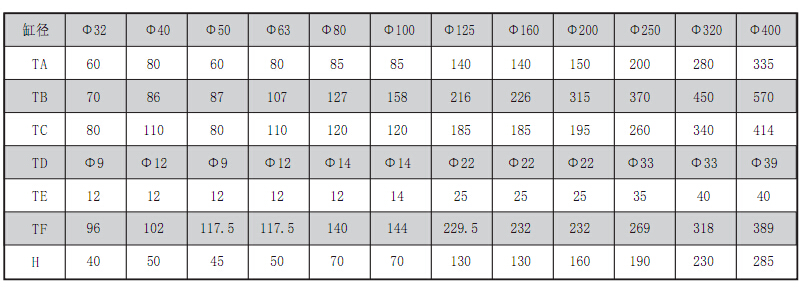 缸径 Φ32 Φ40 Φ50 Φ63 Φ80 Φ100 Φ125 Φ160 Φ200 Φ250 Φ320 Φ400
TA 60 80 60 80 85 85 140 140 150 200 280 335
TB 70 86 87 107 127 158 216 226 315 370 450 570
TC 80 110 80 110 120 120 185 185 195 260 340 414
TD Φ9 Φ12 Φ9 Φ12 Φ14 Φ14 Φ22 Φ22 Φ22 Φ33 Φ33 Φ39
TE 12 12 12 12 12 14 25 25 25 35 40 40
TF 96 102 117.5 117.5 140 144 229.5 232 232 269 318 389
H 40 50 45 50 70 70 130 130 160 190 230 285